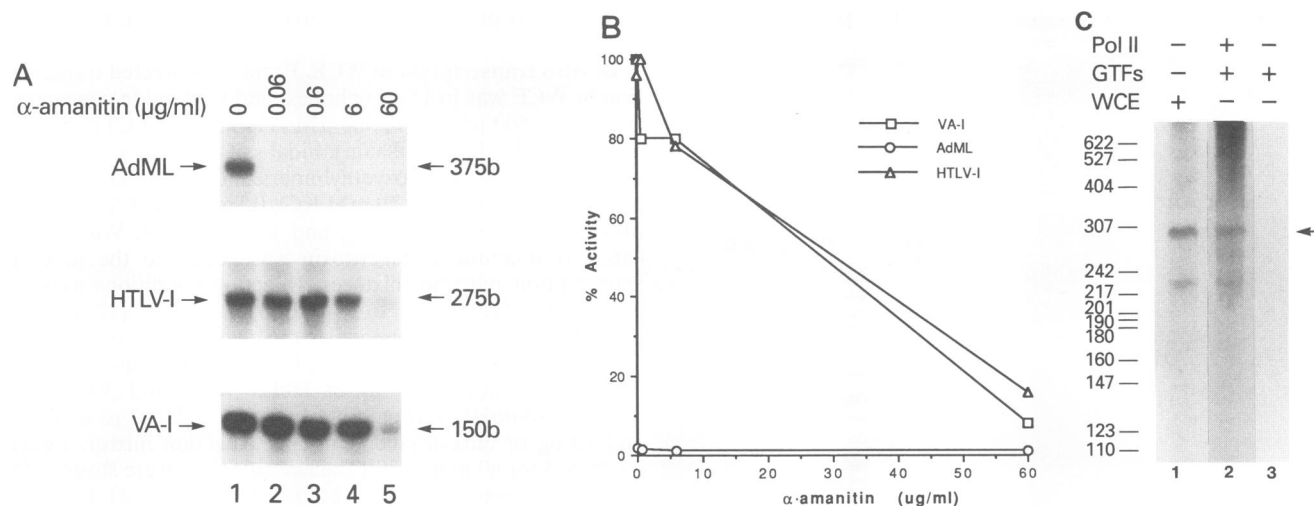 A
α-amanitin (µg/ml) 0 0.06 0.6 6 60
AdML 375b
HTLV-I 275b
VA-I 150b
1 2 3 4 5
B
100
80
60
40
20
0
% Activity
VA-I
AdML
HTLV-I
0 10 20 30 40 50 60
α-amanitin (ug/ml)
C
Pol II − + −
GTFs − + +
WCE + − −
622
527
404
307
242
217
201
190
180
160
147
123
110
1 2 3